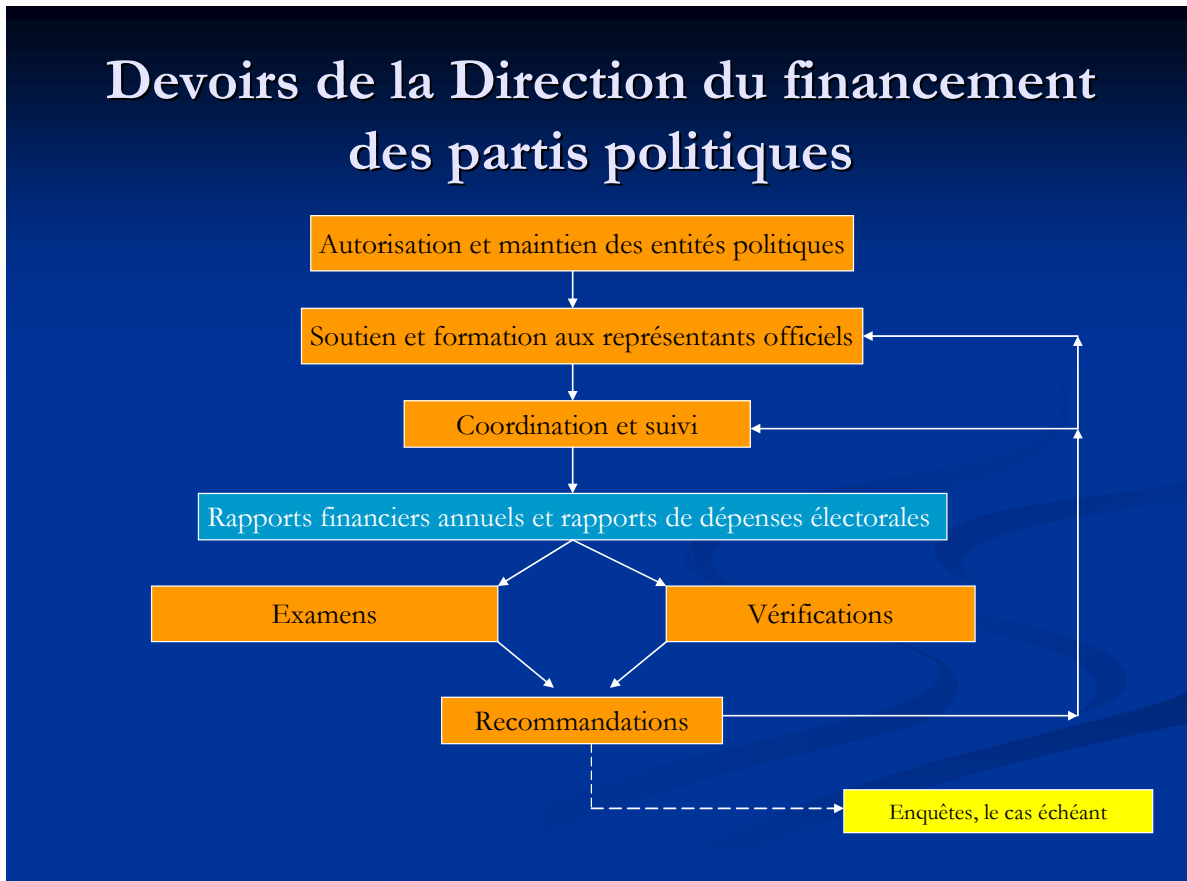 Devoirs de la Direction du financement
des partis politiques
Autorisation et maintien des entités politiques
Soutien et formation aux représentants officiels
Coordination et suivi
Rapports financiers annuels et rapports de dépenses électorales
Examens
Vérifications
Recommandations
Enquêtes, le cas échéant